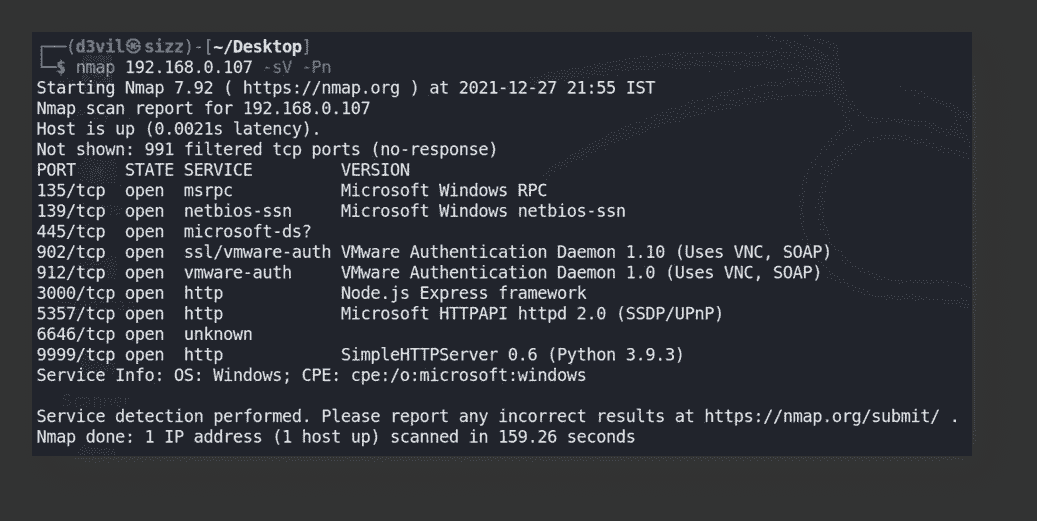 ┌──(d3vil㉿sizz)-[~/Desktop]
└─$ nmap 192.168.0.107 -sV -Pn
Starting Nmap 7.92 ( https://nmap.org ) at 2021-12-27 21:55 IST
Nmap scan report for 192.168.0.107
Host is up (0.0021s latency).
Not shown: 991 filtered tcp ports (no-response)
PORT     STATE SERVICE         VERSION
135/tcp  open  msrpc           Microsoft Windows RPC
139/tcp  open  netbios-ssn     Microsoft Windows netbios-ssn
445/tcp  open  microsoft-ds?
902/tcp  open  ssl/vmware-auth VMware Authentication Daemon 1.10 (Uses VNC, SOAP)
912/tcp  open  vmware-auth     VMware Authentication Daemon 1.0 (Uses VNC, SOAP)
3000/tcp open  http            Node.js Express framework
5357/tcp open  http            Microsoft HTTPAPI httpd 2.0 (SSDP/UPnP)
6646/tcp open  unknown
9999/tcp open  http            SimpleHTTPServer 0.6 (Python 3.9.3)
Service Info: OS: Windows; CPE: cpe:/o:microsoft:windows
Scanner
Service detection performed. Please report any incorrect results at https://nmap.org/submit/ .
Nmap done: 1 IP address (1 host up) scanned in 159.26 seconds